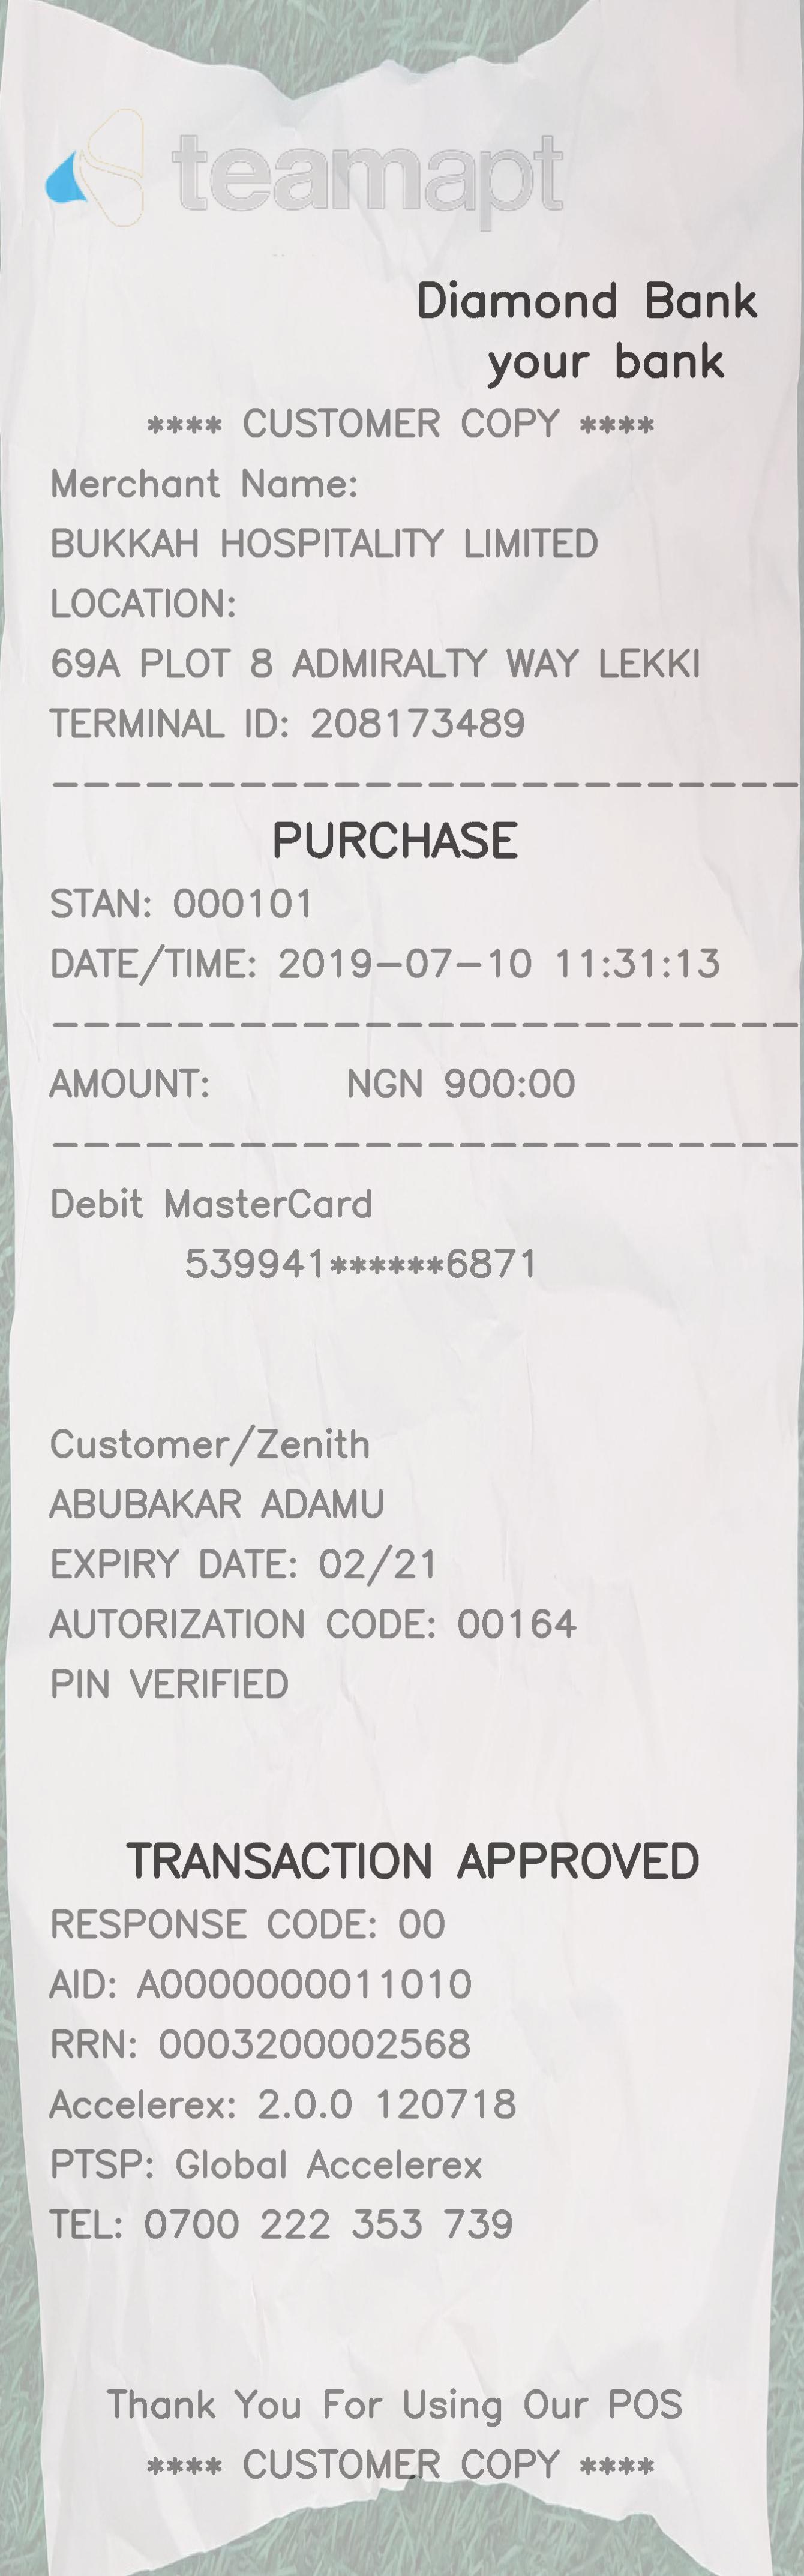 teamapt
Diamond Bank
your bank
**** CUSTOMER COPY ****
Merchant Name:
BUKKAH HOSPITALITY LIMITED
LOCATION:
69A PLOT 8 ADMIRALTY WAY LEKKI
TERMINAL ID: 208173489
------------------------
PURCHASE
STAN: 000101
DATE/TIME: 2019-07-10 11:31:13
------------------------
AMOUNT: NGN 900:00
------------------------
Debit MasterCard
539941******6871
Customer/Zenith
ABUBAKAR ADAMU
EXPIRY DATE: 02/21
AUTORIZATION CODE: 00164
PIN VERIFIED
TRANSACTION APPROVED
RESPONSE CODE: 00
AID: A0000000011010
RRN: 0003200002568
Accelerex: 2.0.0 120718
PTSP: Global Accelerex
TEL: 0700 222 353 739
Thank You For Using Our POS
**** CUSTOMER COPY ****